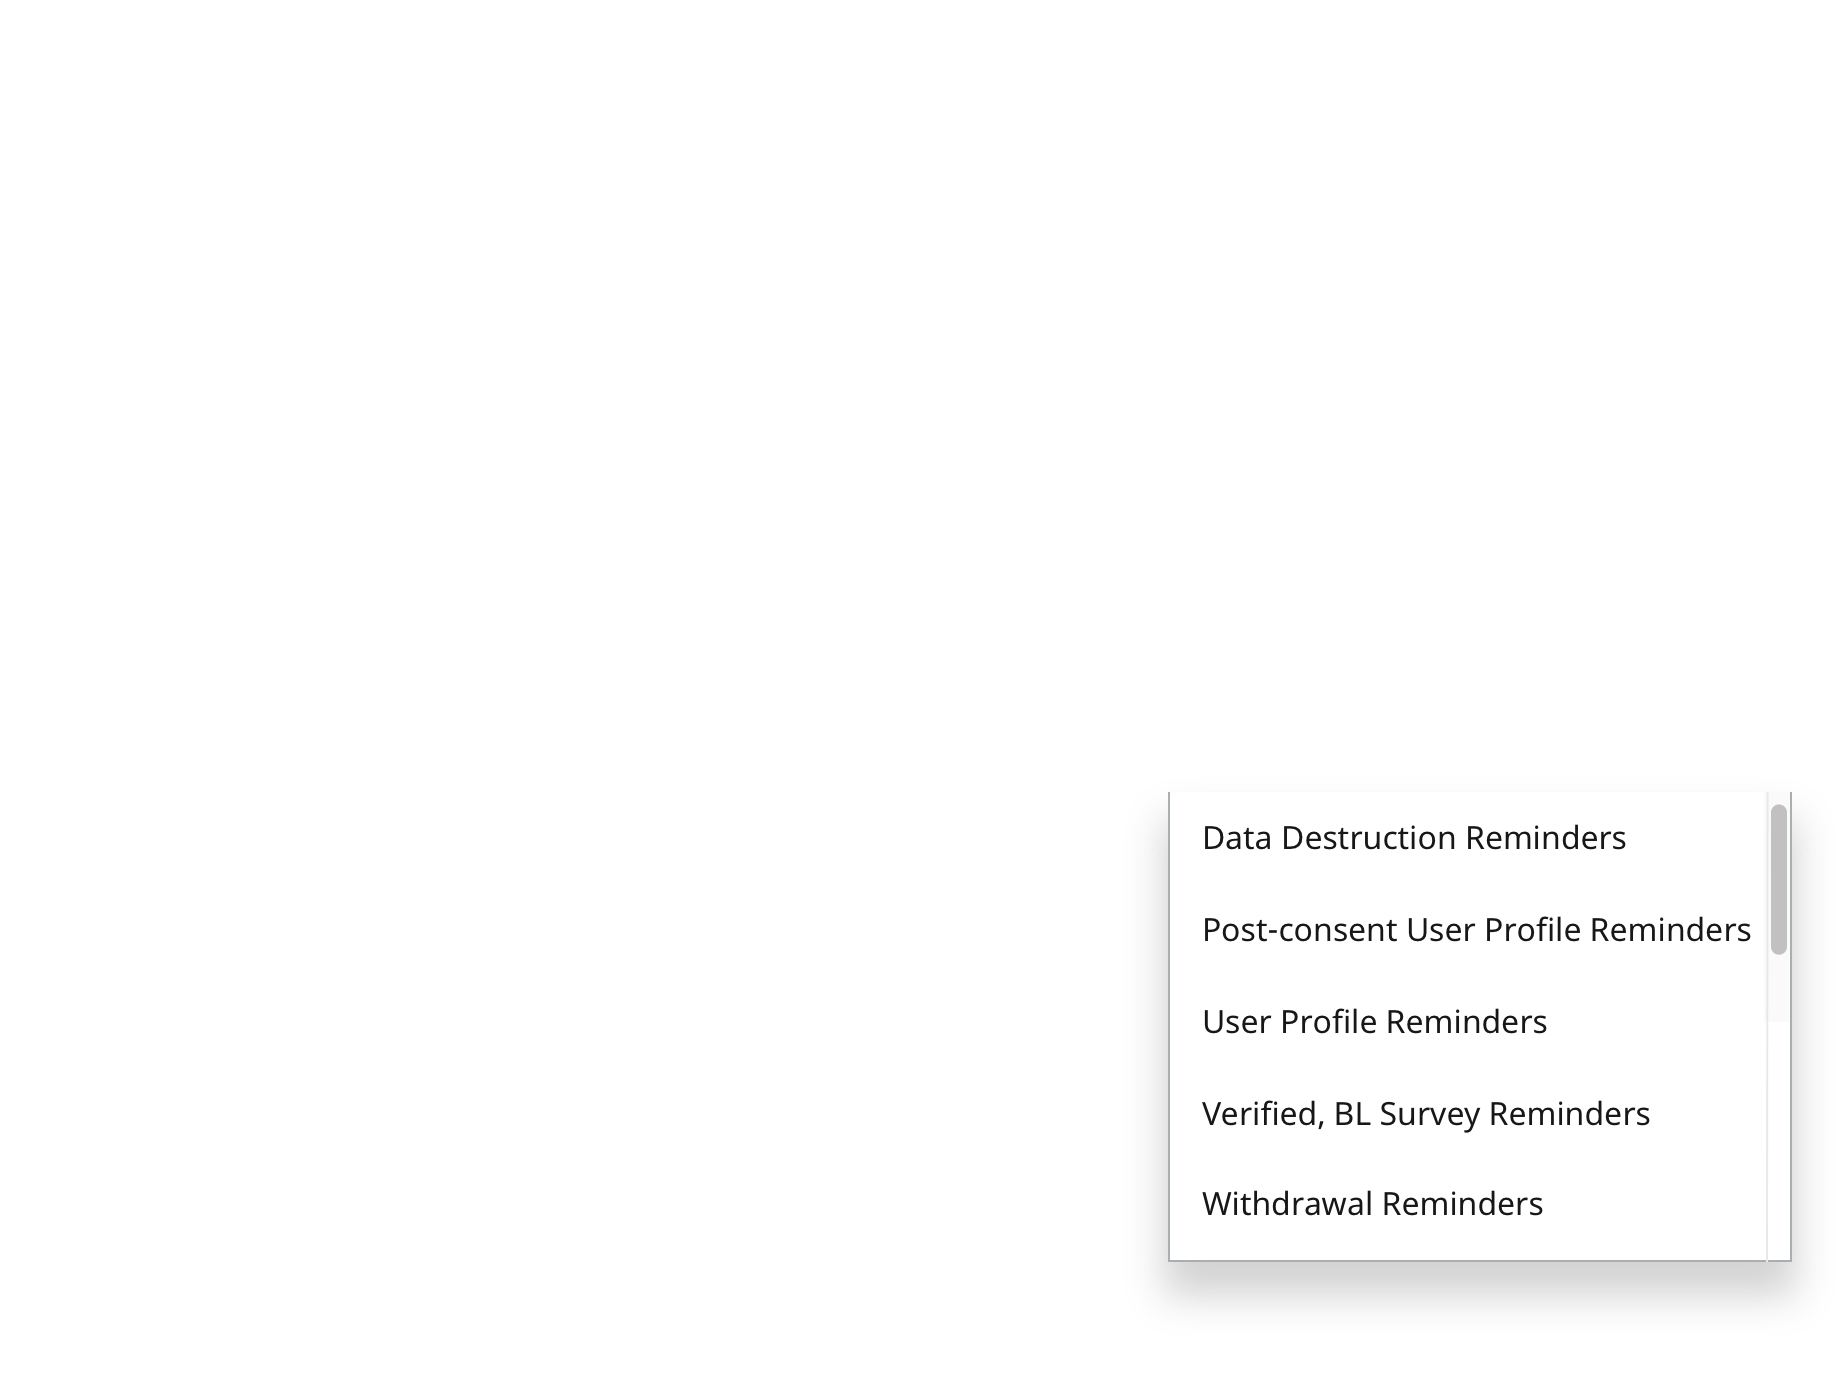 Data Destruction Reminders
Post-consent User Profile Reminders
User Profile Reminders
Verified, BL Survey Reminders
Withdrawal Reminders